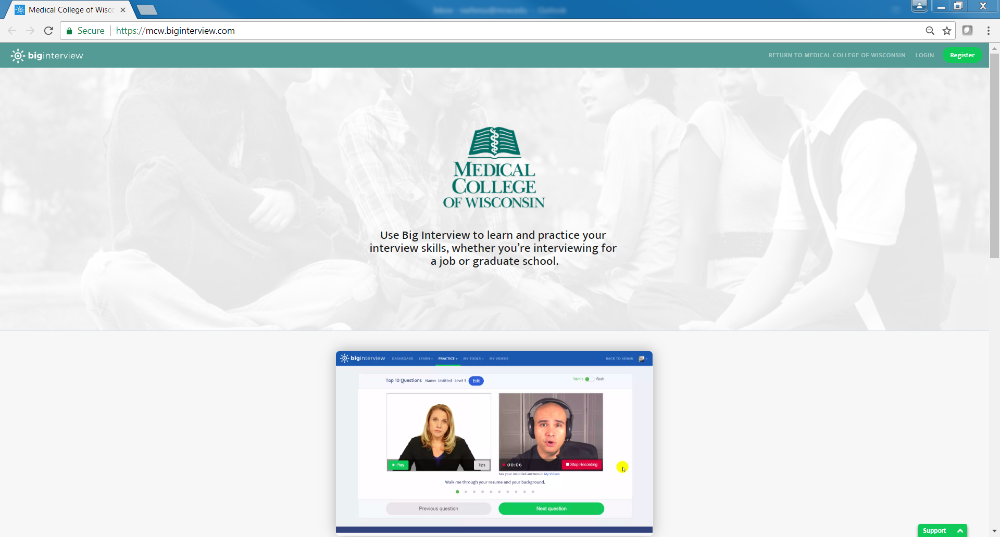 Medical College of Wisc
Secure
https://mcw.biginterview.com
biginterview
RETURN TO MEDICAL COLLEGE OF WISCONSIN
LOGIN
Register
MEDICAL
COLLEGE
OF WISCONSIN
Use Big Interview to learn and practice your
interview skills, whether you’re interviewing for
a job or graduate school.
biginterview
DASHBOARD
LEARN
PRACTICE
MY TOOLS
MY VIDEOS
BACK TO ADMIN
Top 10 Questions
Name: Untitled
Level 3
Edit
html5
flash
Play
Tips
00:06
Stop Recording
See your recorded answers in My Videos
Walk me through your resume and your background.
Previous question
Next question
Support